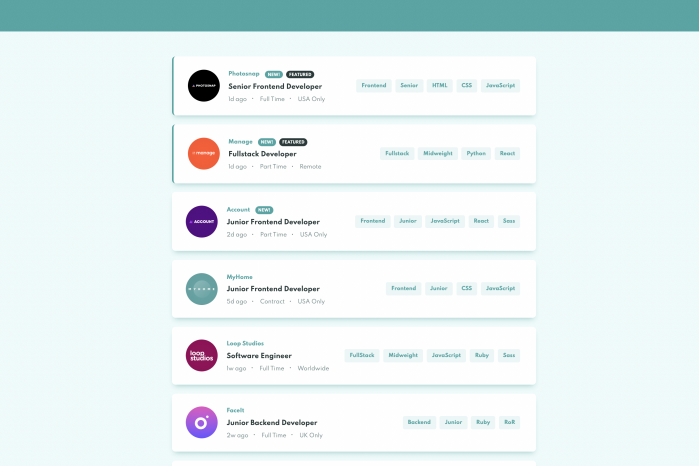 PHOTOSNAP
Photosnap NEW! FEATURED
Senior Frontend Developer
1d ago • Full Time • USA Only
Frontend Senior HTML CSS JavaScript
manage
Manage NEW! FEATURED
Fullstack Developer
1d ago • Part Time • Remote
Fullstack Midweight Python React
ACCOUNT
Account NEW!
Junior Frontend Developer
2d ago • Part Time • USA Only
Frontend Junior JavaScript React Sass
MYHOME
MyHome
Junior Frontend Developer
5d ago • Contract • USA Only
Frontend Junior CSS JavaScript
loop
studios
Loop Studios
Software Engineer
1w ago • Full Time • Worldwide
FullStack Midweight JavaScript Ruby Sass
FaceIt
Junior Backend Developer
2w ago • Full Time • UK Only
Backend Junior Ruby RoR